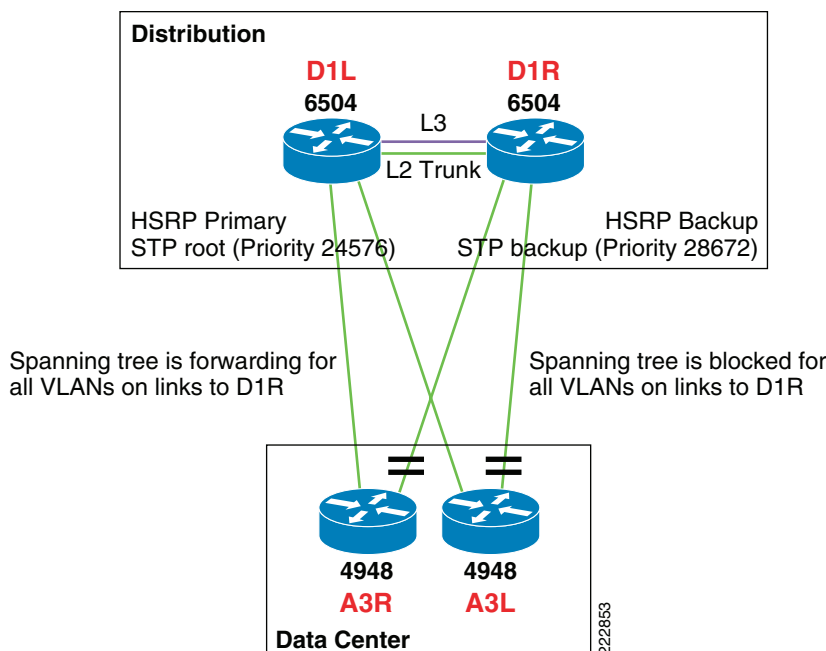 Distribution
D1L
6504
D1R
6504
L3
L2 Trunk
HSRP Primary
STP root (Priority 24576)
HSRP Backup
STP backup (Priority 28672)
Spanning tree is forwarding for
all VLANs on links to D1R
Spanning tree is blocked for
all VLANs on links to D1R
4948
A3R
4948
A3L
Data Center
222853